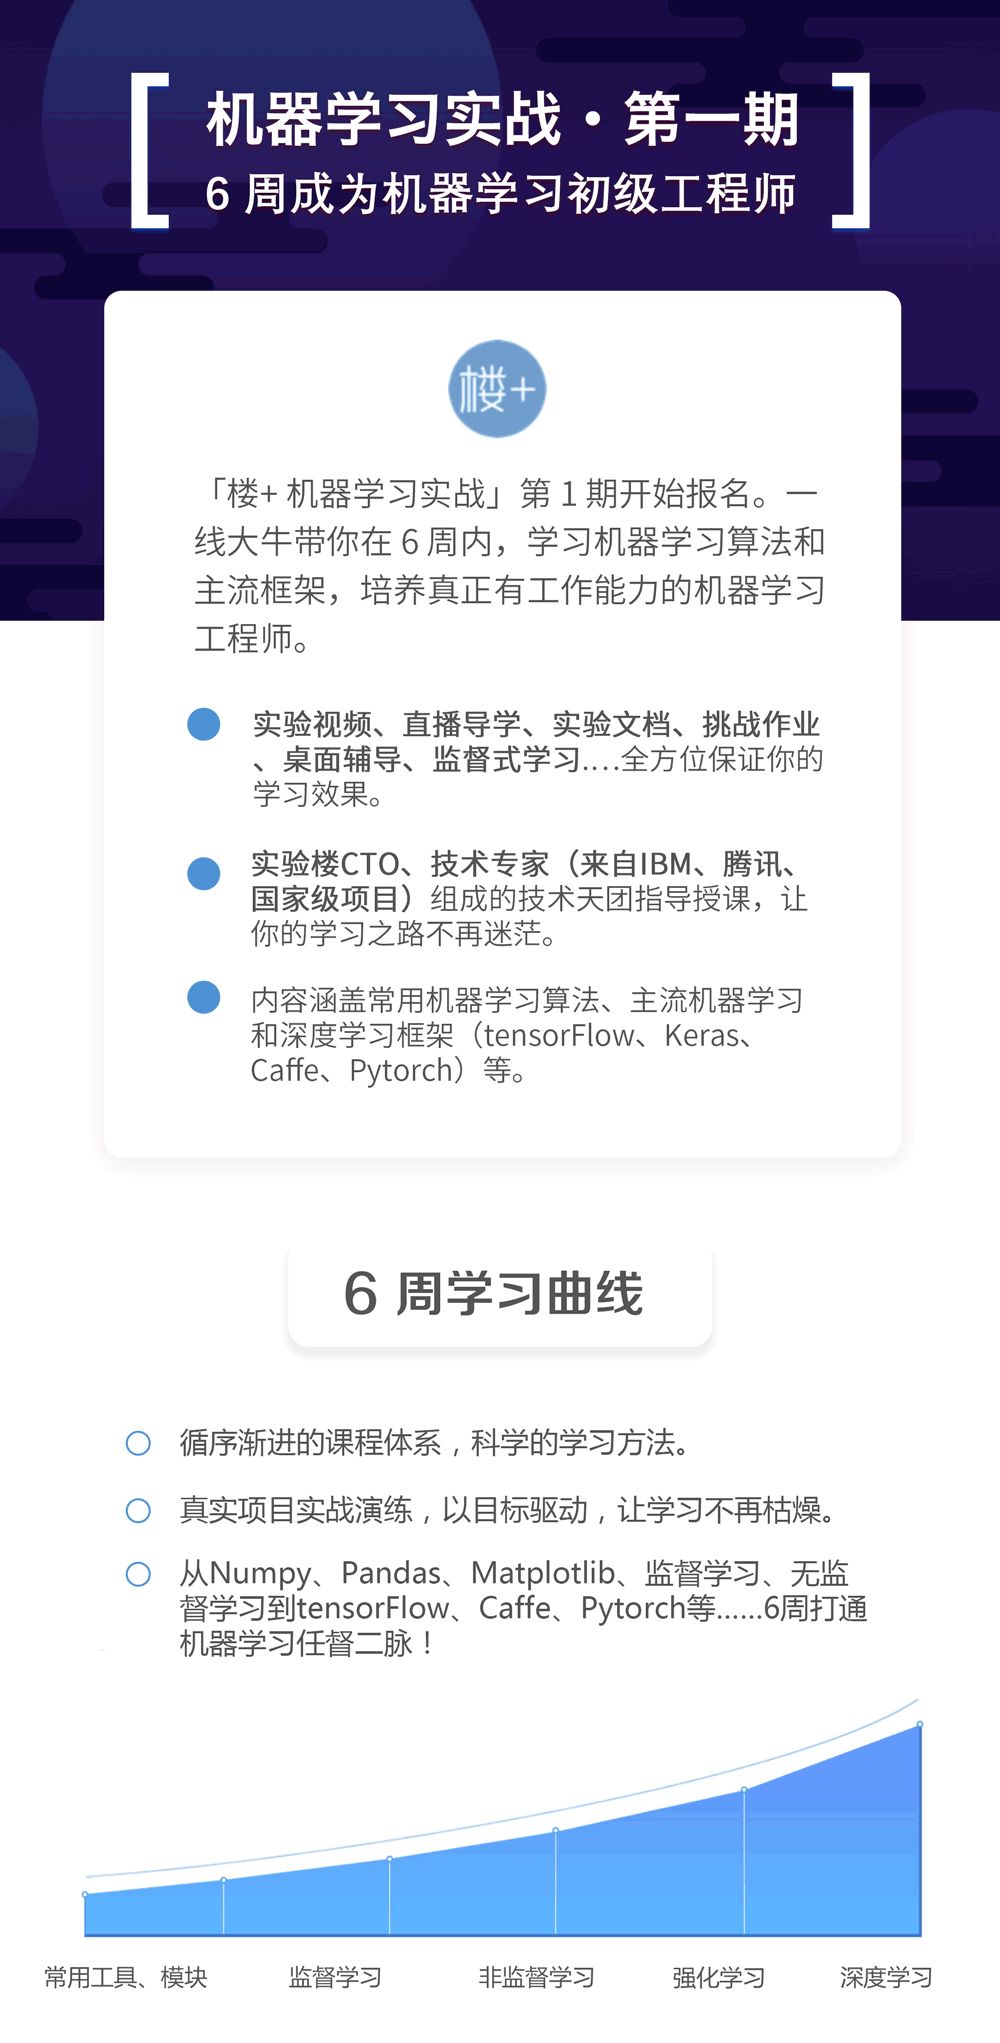 机器学习实战·第一期
6 周成为机器学习初级工程师
楼+
「楼+ 机器学习实战」第 1 期开始报名。一
线大牛带你在 6 周内，学习机器学习算法和
主流框架，培养真正有工作能力的机器学习
工程师。
实验视频、直播导学、实验文档、挑战作业
、桌面辅导、监督式学习....全方位保证你的
学习效果。
实验楼CTO、技术专家（来自IBM、腾讯、
国家级项目）组成的技术天团指导授课，让
你的学习之路不再迷茫。
内容涵盖常用机器学习算法、主流机器学习
和深度学习框架（tensorFlow、Keras、
Caffe、Pytorch）等。
6 周学习曲线
循序渐进的课程体系，科学的学习方法。
真实项目实战演练，以目标驱动，让学习不再枯燥。
从Numpy、Pandas、Matplotlib、监督学习、无监
督学习到tensorFlow、Caffe、Pytorch等......6周打通
机器学习任督二脉！
常用工具、模块 监督学习 非监督学习 强化学习 深度学习